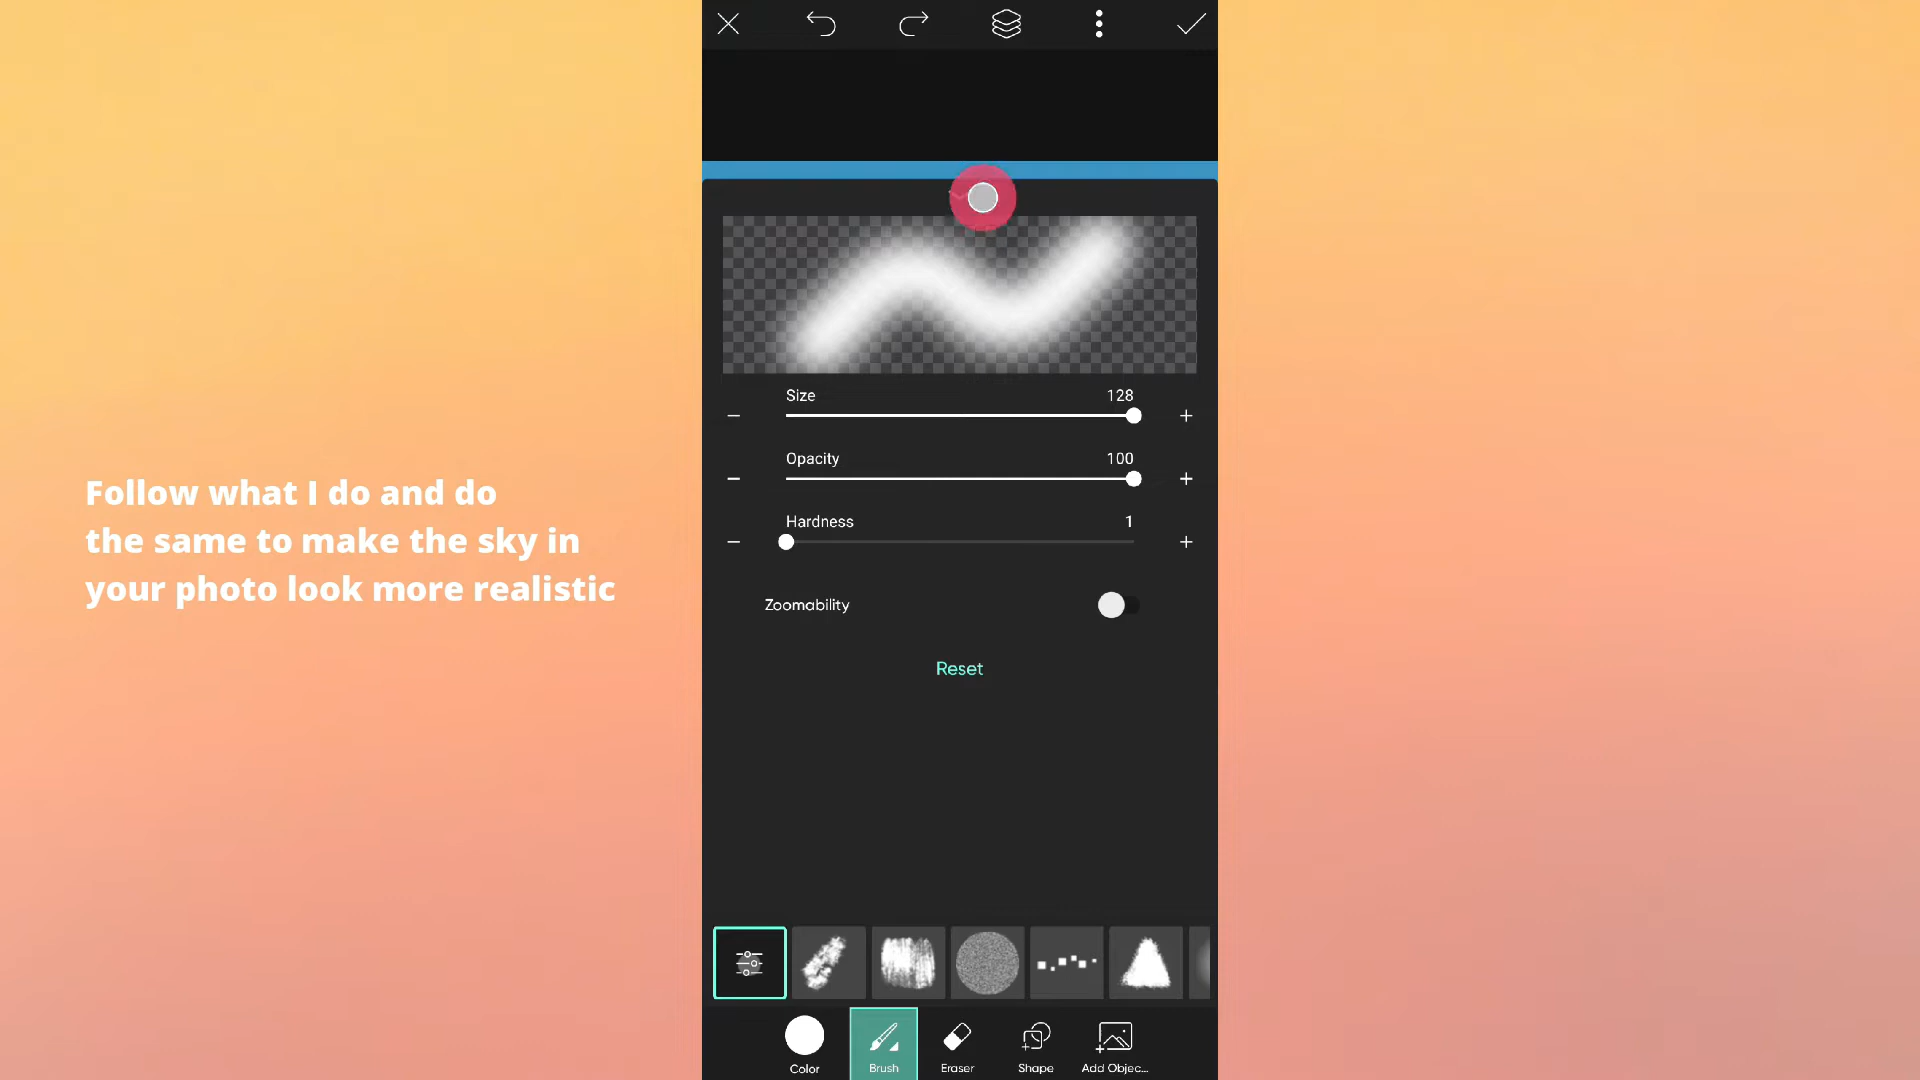 Follow what I do and do
the same to make the sky in
your photo look more realistic
Size 128
Opacity 100
Hardness 1
Zoomability
Reset
Color Brush Eraser Shape Add Objec...